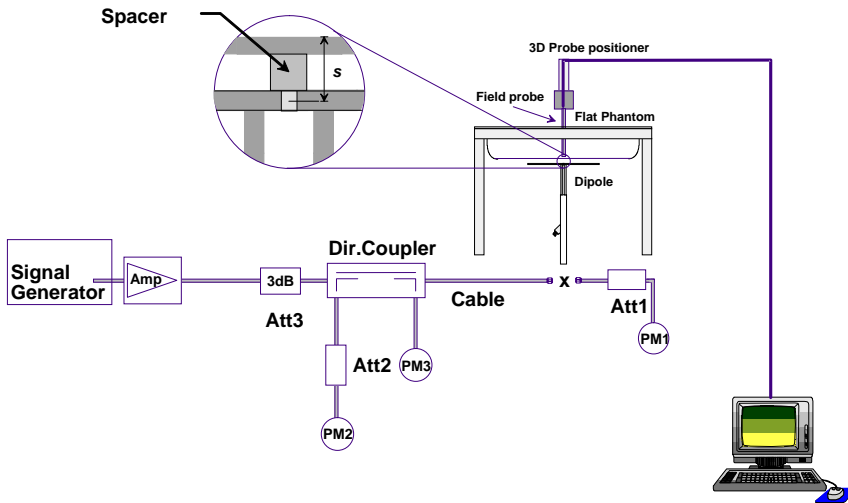 Spacer
s
3D Probe positioner
Field probe
Flat Phantom
Dipole
Signal
Generator
Amp
3dB
Att3
Dir.Coupler
Cable
x
Att1
PM1
Att2
PM3
PM2